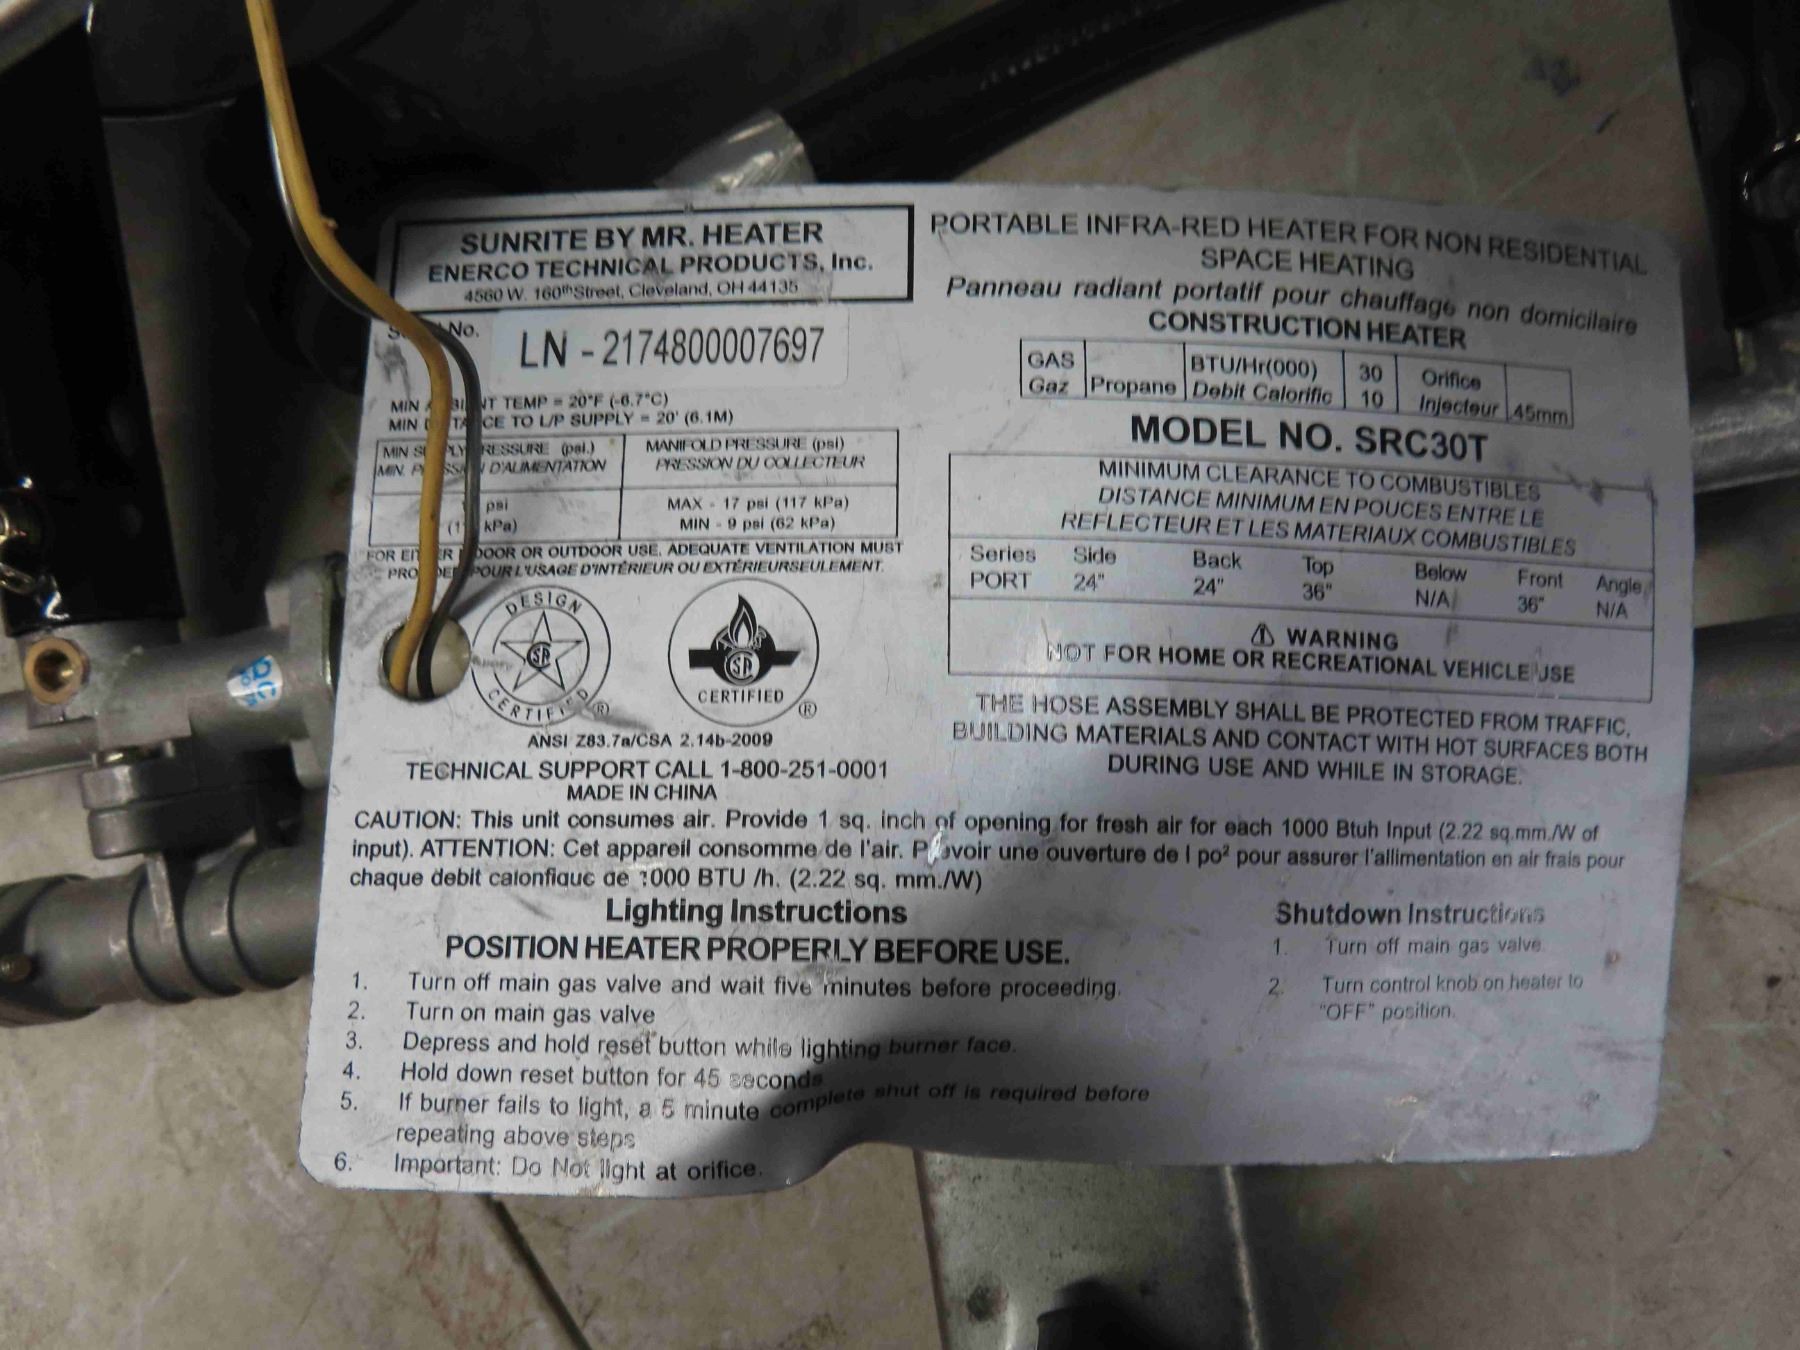 SUNRITE BY MR. HEATER
ENERCO TECHNICAL PRODUCTS, Inc.
4560 W. 160th Street, Cleveland, OH 44135
No.
LN - 2174800007697
MIN TEMP = 20°F (-6.7°C)
MIN CE TO L/P SUPPLY = 20' (6.1M)
MIN SUPPLY PRESSURE (psi.)
MIN. D'ALIMENTATION
psi
kPa)
MANIFOLD PRESSURE (psi)
PRESSION DU COLLECTEUR
MAX - 17 psi (117 kPa)
MIN - 9 psi (62 kPa)
FOR OR OUTDOOR USE, ADEQUATE VENTILATION MUST
POUR L'USAGE D'INTÉRIEUR OU EXTÉRIEURSEULEMENT.
DESIGN
CERTIFIED ®
CERTIFIED ®
ANSI Z83.7a/CSA 2.14b-2009
TECHNICAL SUPPORT CALL 1-800-251-0001
MADE IN CHINA
PORTABLE INFRA-RED HEATER FOR NON RESIDENTIAL
SPACE HEATING
Panneau radiant portatif pour chauffage non domicilaire
CONSTRUCTION HEATER
GAS BTU/Hr(000) 30 Orifice
Gaz Propane Debit Calorific 10 Injecteur .45mm
MODEL NO. SRC30T
MINIMUM CLEARANCE TO COMBUSTIBLES
DISTANCE MINIMUM EN POUCES ENTRE LE
REFLECTEUR ET LES MATERIAUX COMBUSTIBLES
Series Side Back Top Below Front Angle
PORT 24" 24" 36" N/A 36" N/A
WARNING
NOT FOR HOME OR RECREATIONAL VEHICLE USE
THE HOSE ASSEMBLY SHALL BE PROTECTED FROM TRAFFIC,
BUILDING MATERIALS AND CONTACT WITH HOT SURFACES BOTH
DURING USE AND WHILE IN STORAGE.
CAUTION: This unit consumes air. Provide 1 sq. inch of opening for fresh air for each 1000 Btuh Input (2.22 sq.mm./W of
input). ATTENTION: Cet appareil consomme de l'air. une ouverture de l po² pour assurer l'allimentation en air frais pour
chaque debit de 1000 BTU /h. (2.22 sq. mm./W)
Lighting Instructions
POSITION HEATER PROPERLY BEFORE USE.
1. Turn off main gas valve and wait five minutes before proceeding.
2. Turn on main gas valve
3. Depress and hold reset button while lighting burner face.
4. Hold down reset button for 45 seconds
5. If burner fails to light, a 5 minute complete shut off is required before
repeating above steps
6. Important: Do Not light at orifice.
Shutdown Instructions
1. Turn off main gas valve
2. Turn control knob on heater to
"OFF" position.